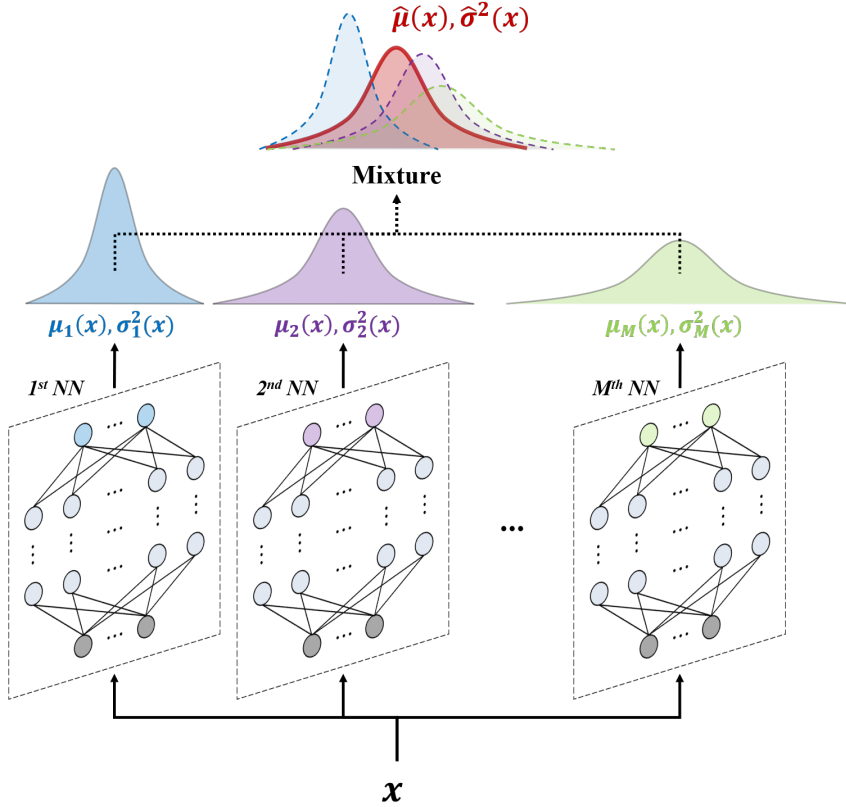 μ̂(x), σ̂²(x)
Mixture
μ₁(x), σ₁²(x)
μ₂(x), σ₂²(x)
μ_M(x), σ_M²(x)
1ˢᵗ NN
2ⁿᵈ NN
Mᵗʰ NN
...
x